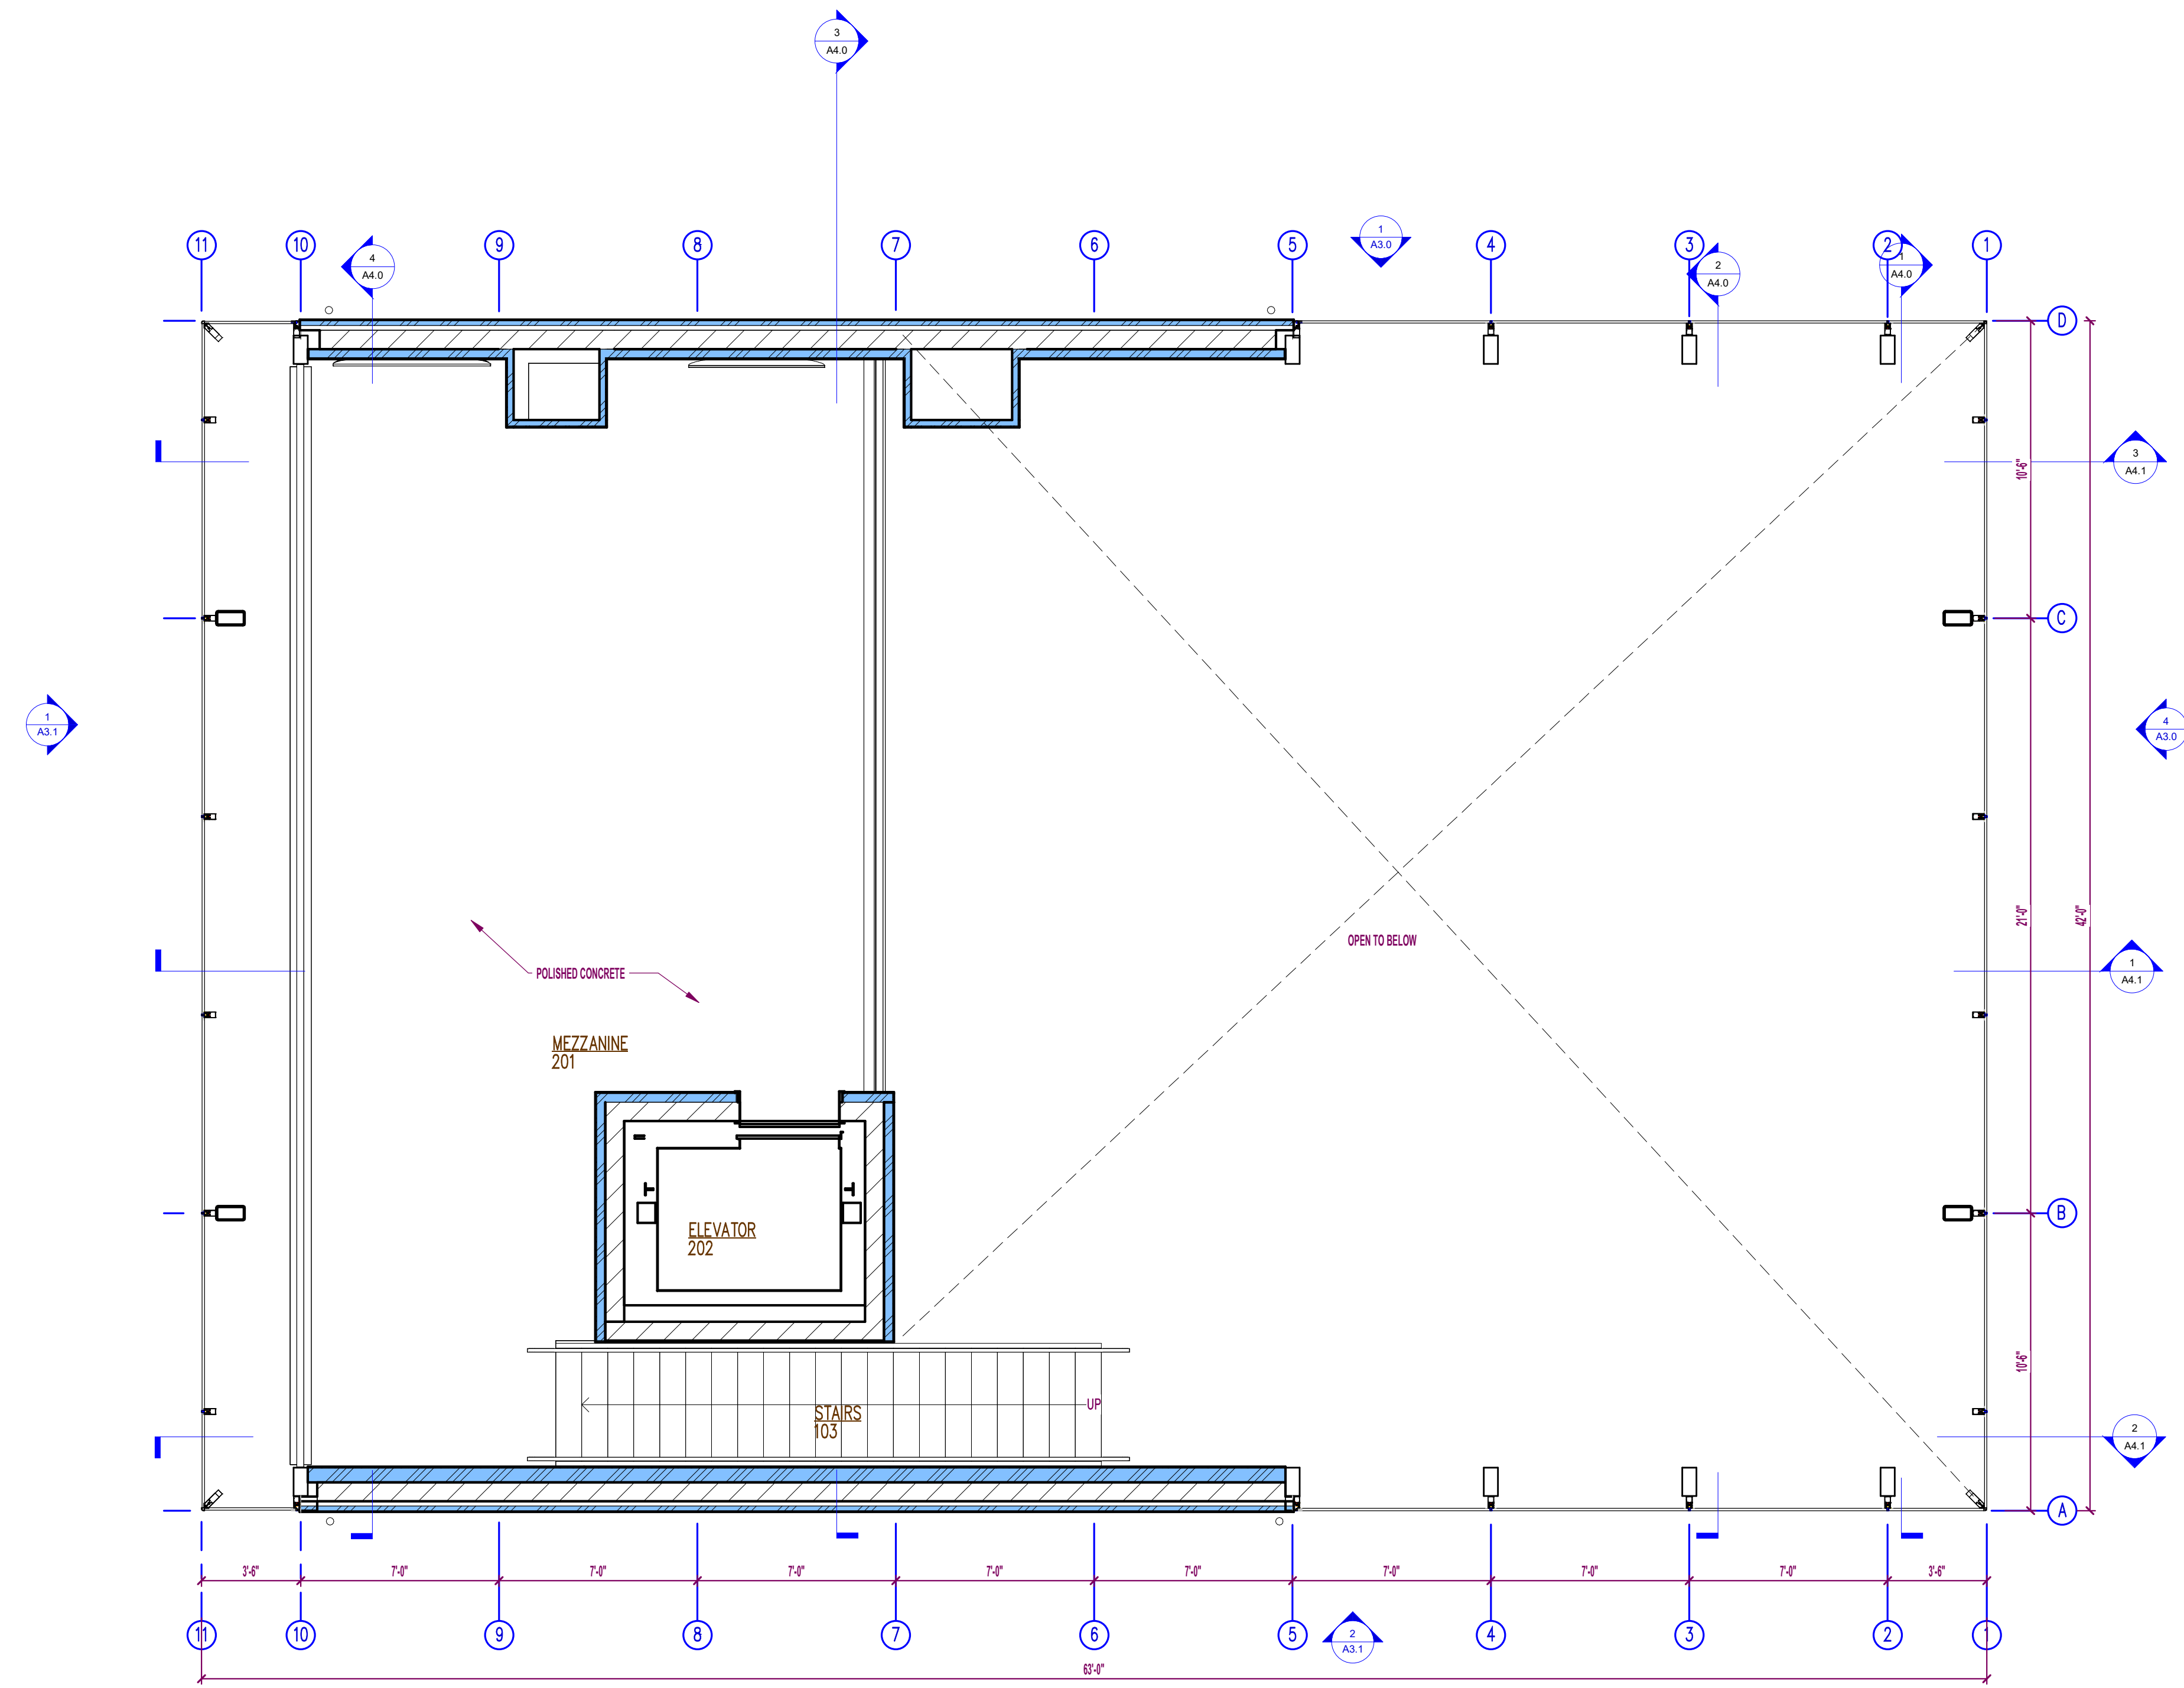 3
A4.0
11
10
4
A4.0
9
8
7
6
5
1
A3.0
4
3
2
A4.0
2
1
A4.0
1
D
10'-6"
3
A4.1
C
1
A3.1
4
A3.0
21'-0"
42'-0"
OPEN TO BELOW
POLISHED CONCRETE
1
A4.1
MEZZANINE
201
ELEVATOR
202
B
10'-6"
UP
STAIRS
103
2
A4.1
A
3'-6"
7'-0"
7'-0"
7'-0"
7'-0"
7'-0"
7'-0"
7'-0"
7'-0"
3'-6"
11
10
9
8
7
6
5
2
A3.1
4
3
2
1
63'-0"